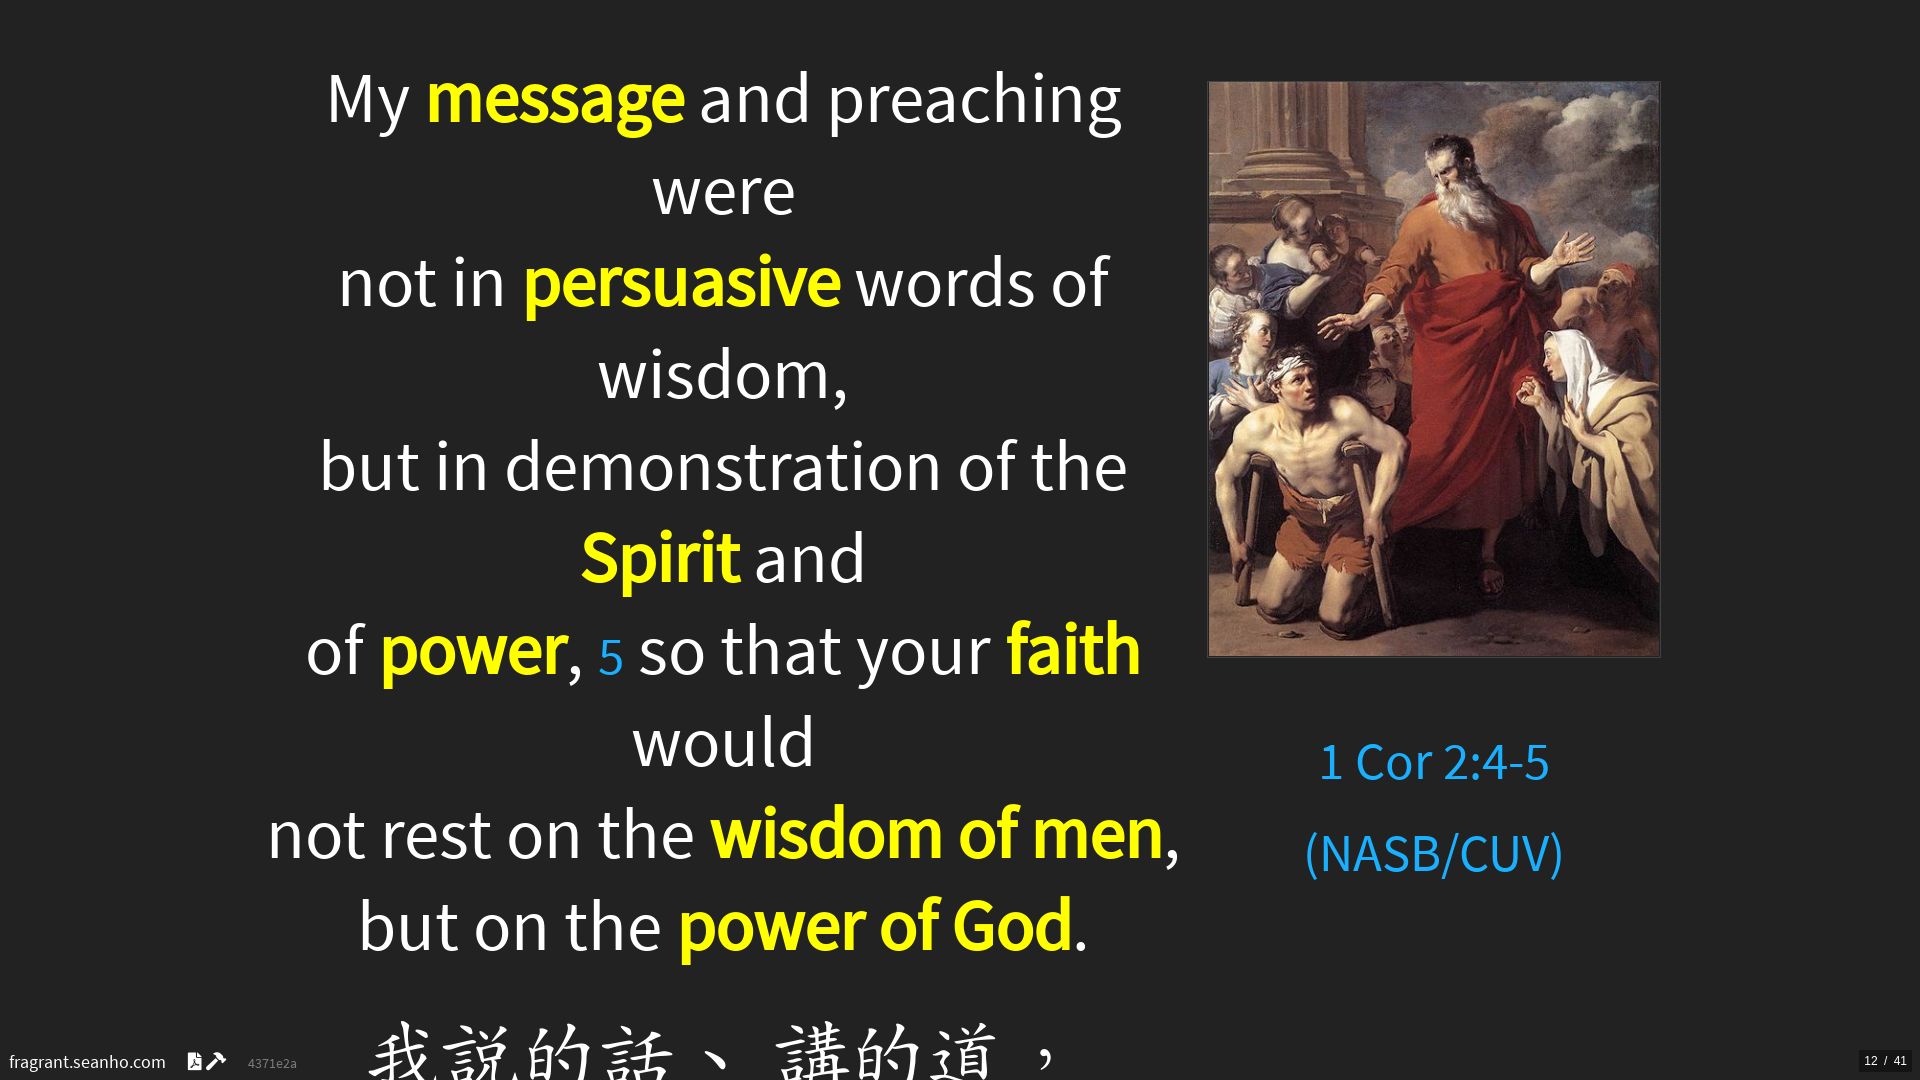 My message and preaching
were
not in persuasive words of
wisdom,
but in demonstration of the
Spirit and
of power, 5 so that your faith
would
not rest on the wisdom of men,
but on the power of God.
我説的話、講的道，
1 Cor 2:4-5
(NASB/CUV)
fragrant.seanho.com
4371e2a
12 / 41